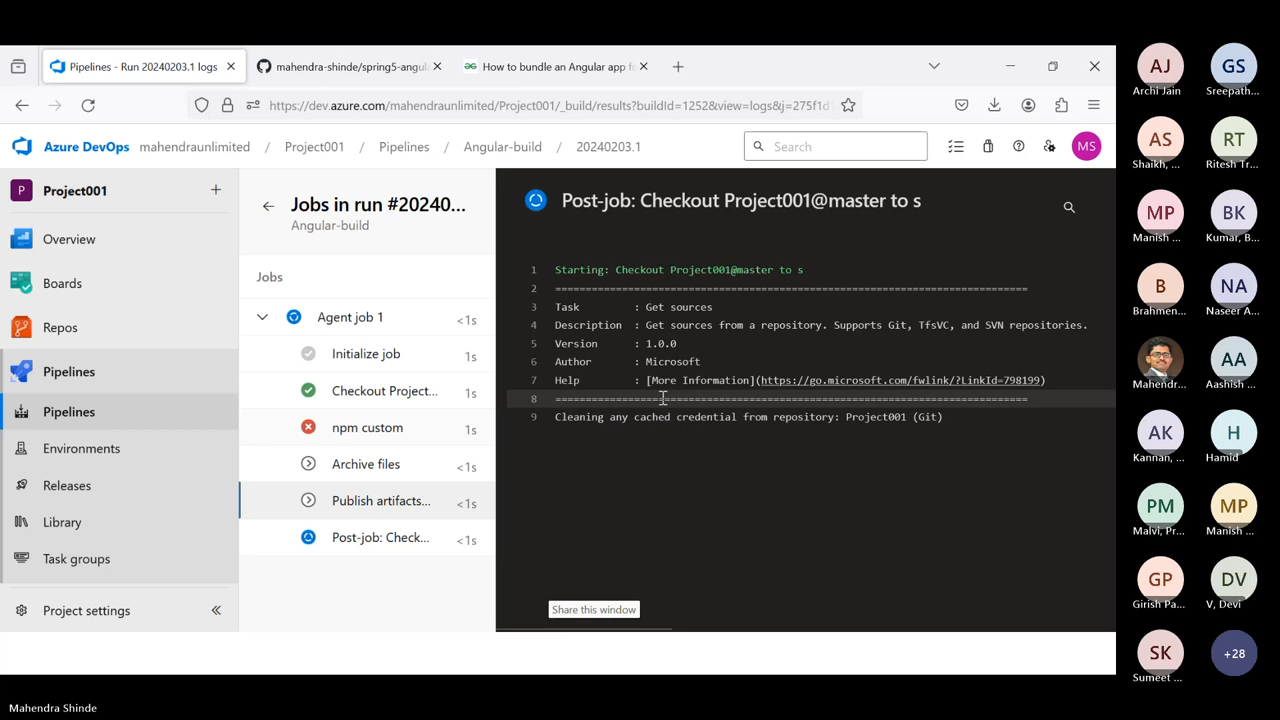 Pipelines - Run 20240203.1 logs
mahendra-shinde/spring5-angul
How to bundle an Angular app fo
https://dev.azure.com/mahendraunlimited/Project001/_build/results?buildId=1252&view=logs&j=275f1d
Azure DevOps mahendraunlimited / Project001 / Pipelines / Angular-build / 20240203.1
Search
MS
P Project001
Overview
Boards
Repos
Pipelines
Pipelines
Environments
Releases
Library
Task groups
Project settings
Jobs in run #20240...
Angular-build
Jobs
Agent job 1 <1s
Initialize job 1s
Checkout Project... 1s
npm custom 1s
Archive files <1s
Publish artifacts... <1s
Post-job: Check... <1s
Post-job: Checkout Project001@master to s
1 Starting: Checkout Project001@master to s
2 ==============================================================================
3 Task : Get sources
4 Description : Get sources from a repository. Supports Git, TfsVC, and SVN repositories.
5 Version : 1.0.0
6 Author : Microsoft
7 Help : [More Information](https://go.microsoft.com/fwlink/?LinkId=798199)
8 ==============================================================================
9 Cleaning any cached credential from repository: Project001 (Git)
Share this window
AJ GS
Archi Jain Sreepath...
AS RT
Shaikh, ... Ritesh Tr...
MP BK
Manish ... Kumar, B...
B NA
Brahmen... Naseer A...
AA
Mahendr... Aashish ...
AK H
Kannan, ... Hamid
PM MP
Malvi, Pr... Manish ...
GP DV
Girish Pa... V, Devi
SK +28
Sumeet ...
Mahendra Shinde